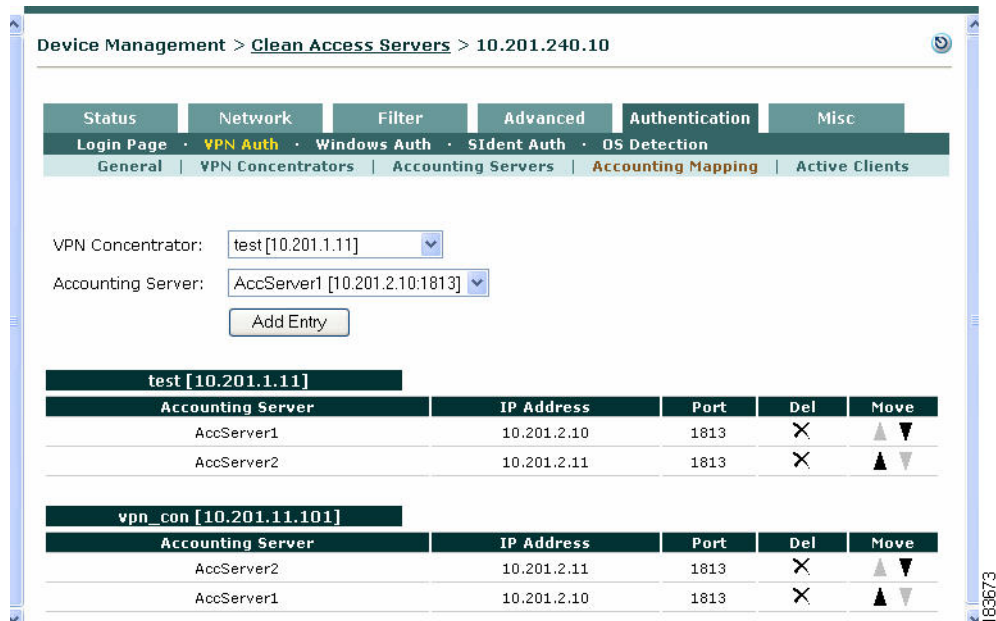 Device Management > Clean Access Servers > 10.201.240.10
Status Network Filter Advanced Authentication Misc
Login Page · VPN Auth · Windows Auth · SIdent Auth · OS Detection
General | VPN Concentrators | Accounting Servers | Accounting Mapping | Active Clients
VPN Concentrator: test [10.201.1.11]
Accounting Server: AccServer1 [10.201.2.10:1813]
Add Entry
test [10.201.1.11]
Accounting Server IP Address Port Del Move
AccServer1 10.201.2.10 1813
AccServer2 10.201.2.11 1813
vpn_con [10.201.11.101]
Accounting Server IP Address Port Del Move
AccServer2 10.201.2.11 1813
AccServer1 10.201.2.10 1813
183673